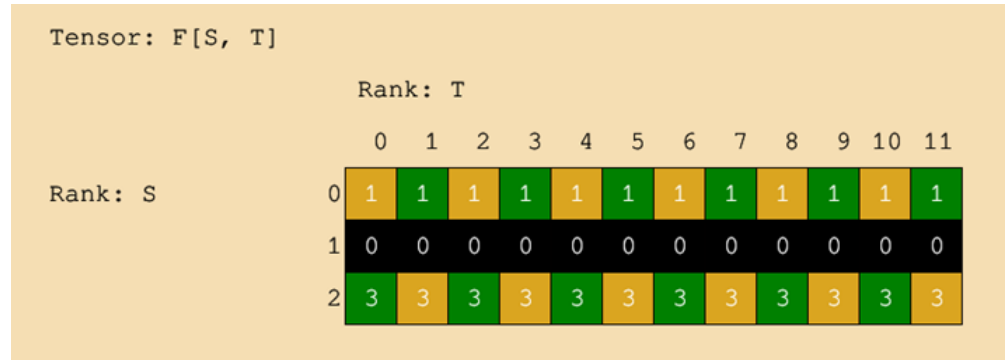 Tensor: F[S, T]
Rank: T
0 1 2 3 4 5 6 7 8 9 10 11
Rank: S 0 1 1 1 1 1 1 1 1 1 1 1 1
1 0 0 0 0 0 0 0 0 0 0 0 0
2 3 3 3 3 3 3 3 3 3 3 3 3